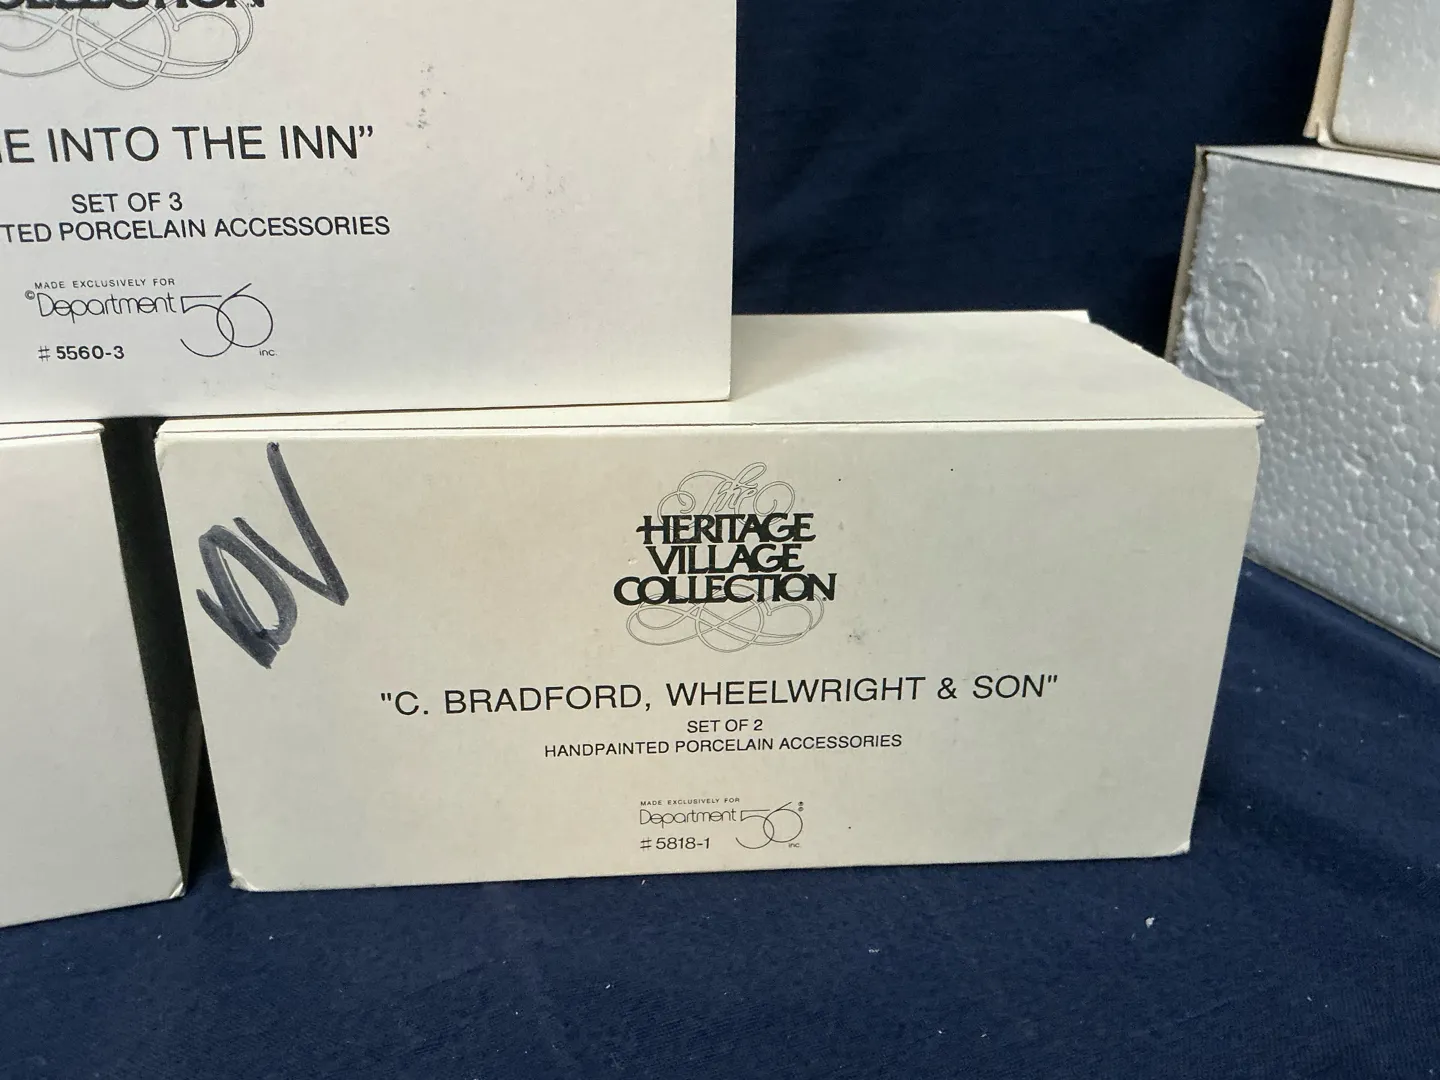 COLLECTION
E INTO THE INN”
SET OF 3
TED PORCELAIN ACCESSORIES
MADE EXCLUSIVELY FOR
©Department 56
inc.
# 5560-3
The
HERITAGE
VILLAGE
COLLECTION
"C. BRADFORD, WHEELWRIGHT & SON"
SET OF 2
HANDPAINTED PORCELAIN ACCESSORIES
MADE EXCLUSIVELY FOR
Department 56 ®
inc.
# 5818-1